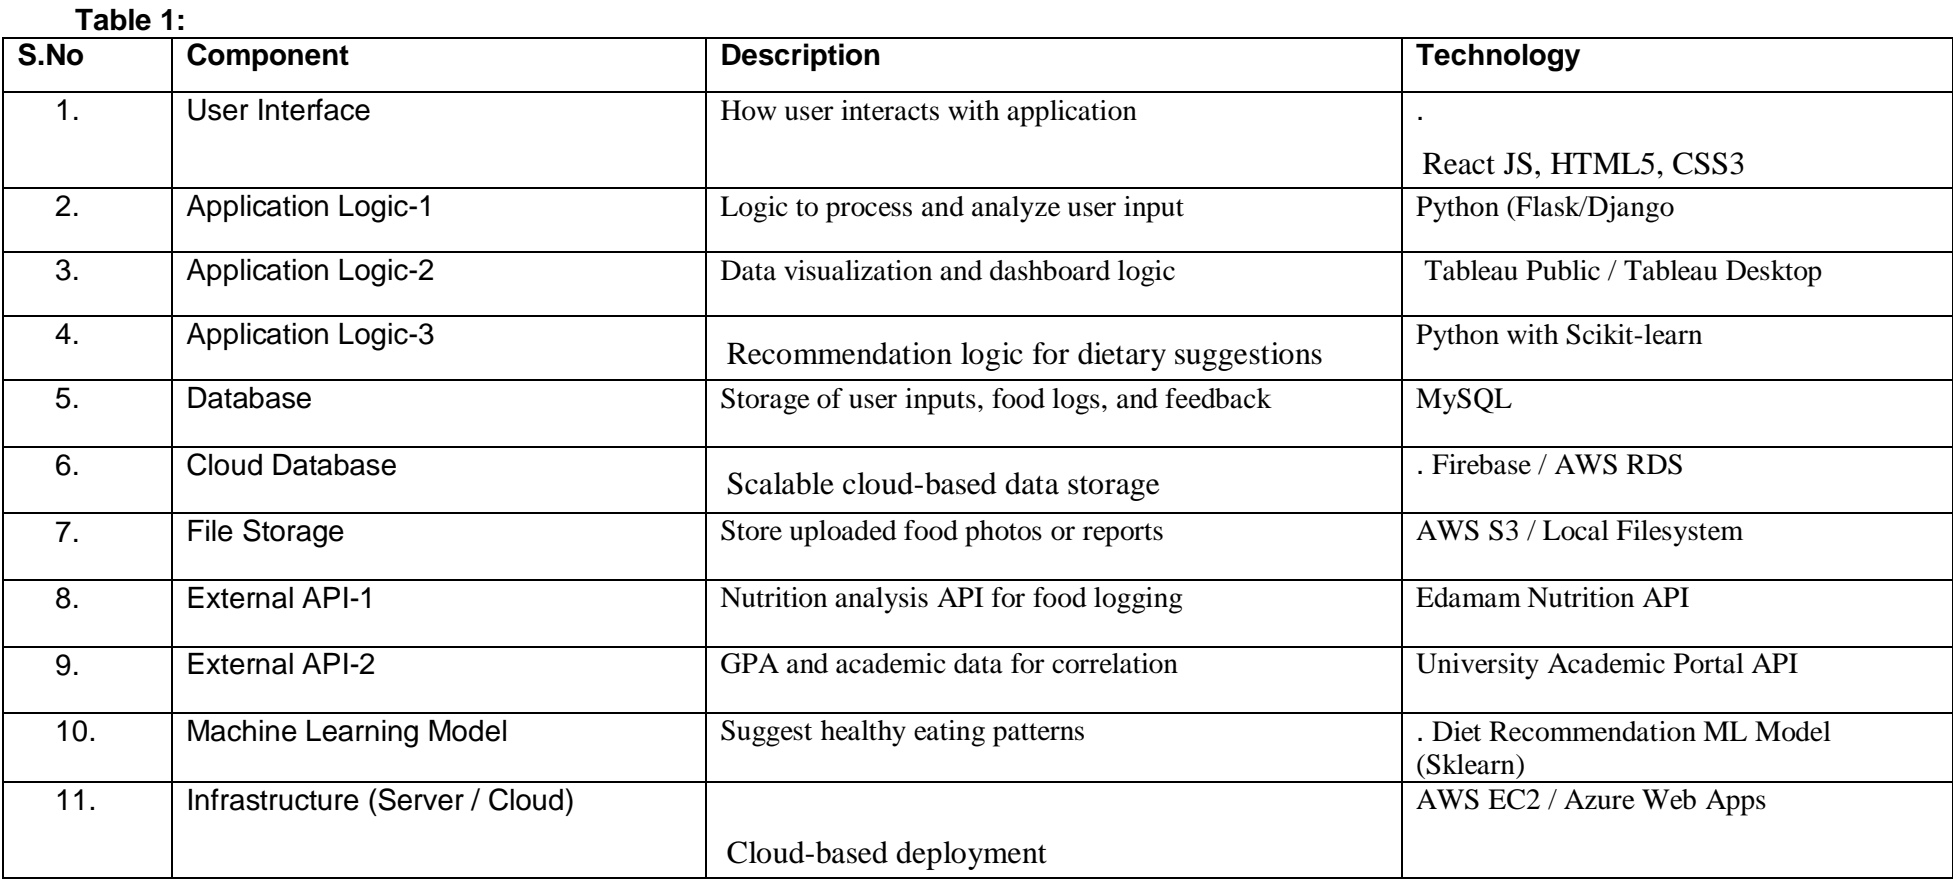 Table 1:
S.No Component Description Technology
1. User Interface How user interacts with application .
React JS, HTML5, CSS3
2. Application Logic-1 Logic to process and analyze user input Python (Flask/Django
3. Application Logic-2 Data visualization and dashboard logic Tableau Public / Tableau Desktop
4. Application Logic-3 Recommendation logic for dietary suggestions Python with Scikit-learn
5. Database Storage of user inputs, food logs, and feedback MySQL
6. Cloud Database Scalable cloud-based data storage . Firebase / AWS RDS
7. File Storage Store uploaded food photos or reports AWS S3 / Local Filesystem
8. External API-1 Nutrition analysis API for food logging Edamam Nutrition API
9. External API-2 GPA and academic data for correlation University Academic Portal API
10. Machine Learning Model Suggest healthy eating patterns . Diet Recommendation ML Model
(Sklearn)
11. Infrastructure (Server / Cloud) Cloud-based deployment AWS EC2 / Azure Web Apps